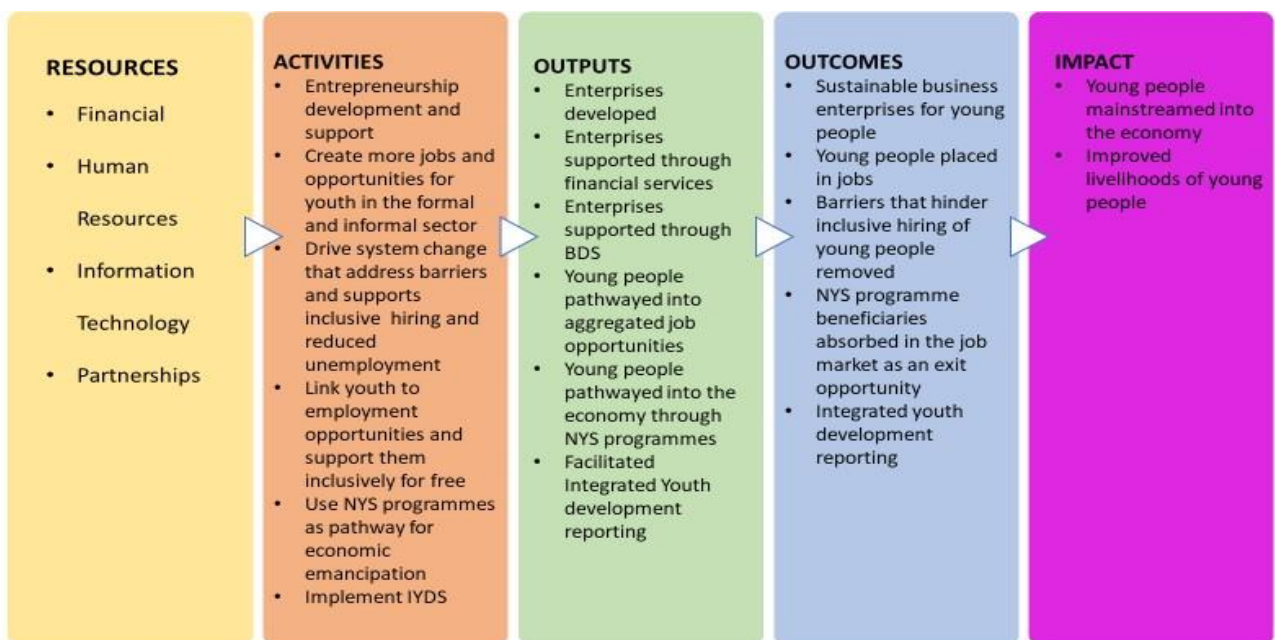 RESOURCES
• Financial
• Human
Resources
• Information
Technology
• Partnerships
ACTIVITIES
• Entrepreneurship
development and
support
• Create more jobs and
opportunities for
youth in the formal
and informal sector
• Drive system change
that address barriers
and supports
inclusive hiring and
reduced
unemployment
• Link youth to
employment
opportunities and
support them
inclusively for free
• Use NYS programmes
as pathway for
economic
emancipation
• Implement IYDS
OUTPUTS
• Enterprises
developed
• Enterprises
supported through
financial services
• Enterprises
supported through
BDS
• Young people
pathwayed into
aggregated job
opportunities
• Young people
pathwayed into the
economy through
NYS programmes
• Facilitated
Integrated Youth
development
reporting
OUTCOMES
• Sustainable business
enterprises for young
people
• Young people placed
in jobs
• Barriers that hinder
inclusive hiring of
young people
removed
• NYS programme
beneficiaries
absorbed in the job
market as an exit
opportunity
• Integrated youth
development
reporting
IMPACT
• Young people
mainstreamed into
the economy
• Improved
livelihoods of young
people